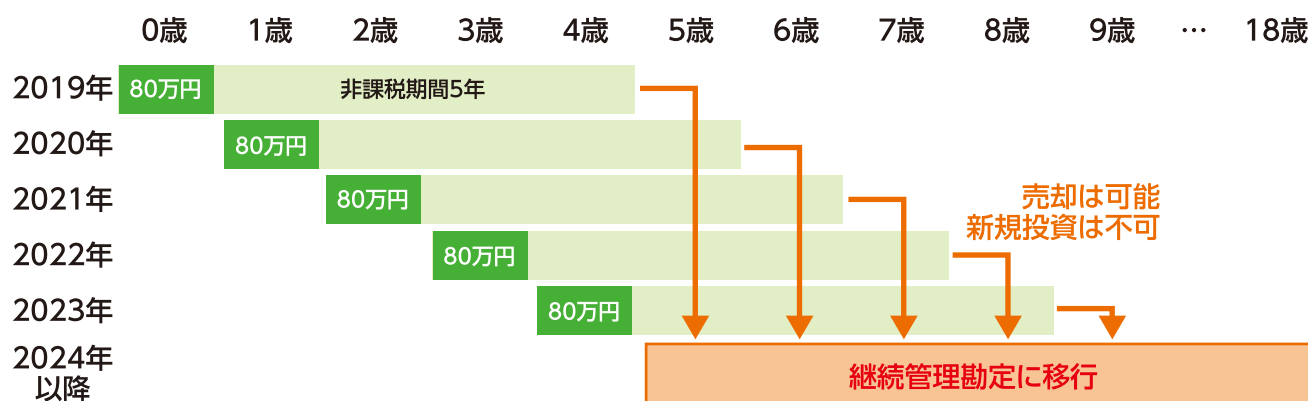 0歳 1歳 2歳 3歳 4歳 5歳 6歳 7歳 8歳 9歳 … 18歳
2019年 80万円 非課税期間5年
2020年 80万円
2021年 80万円
売却は可能
新規投資は不可
2022年 80万円
2023年 80万円
2024年
以降
継続管理勘定に移行